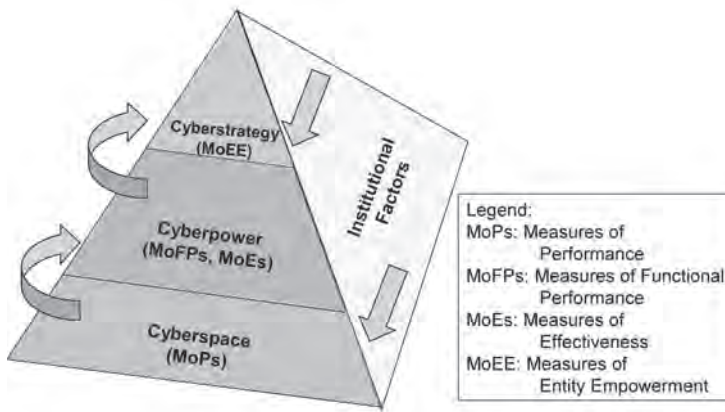 Cyberstrategy
(MoEE)
Cyberpower
(MoFPs, MoEs)
Cyberspace
(MoPs)
Institutional
Factors
Legend:
MoPs: Measures of
Performance
MoFPs: Measures of Functional
Performance
MoEs: Measures of
Effectiveness
MoEE: Measures of
Entity Empowerment